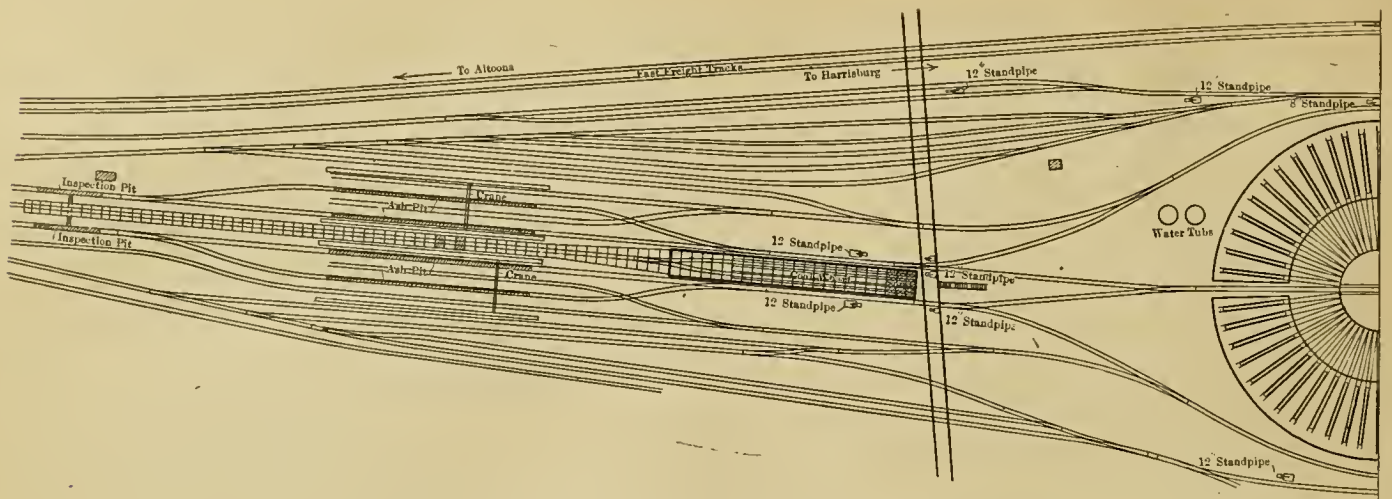 To Altoona
Fast Freight Tracks
To Harrisburg
12" Standpipe
12" Standpipe
8" Standpipe
Inspection Pit
Crane
Ash Pit
Water Tubs
12" Standpipe
Inspection Pit
12" Standpipe
Ash Pit
Crane
12" Standpipe
12" Standpipe
12" Standpipe